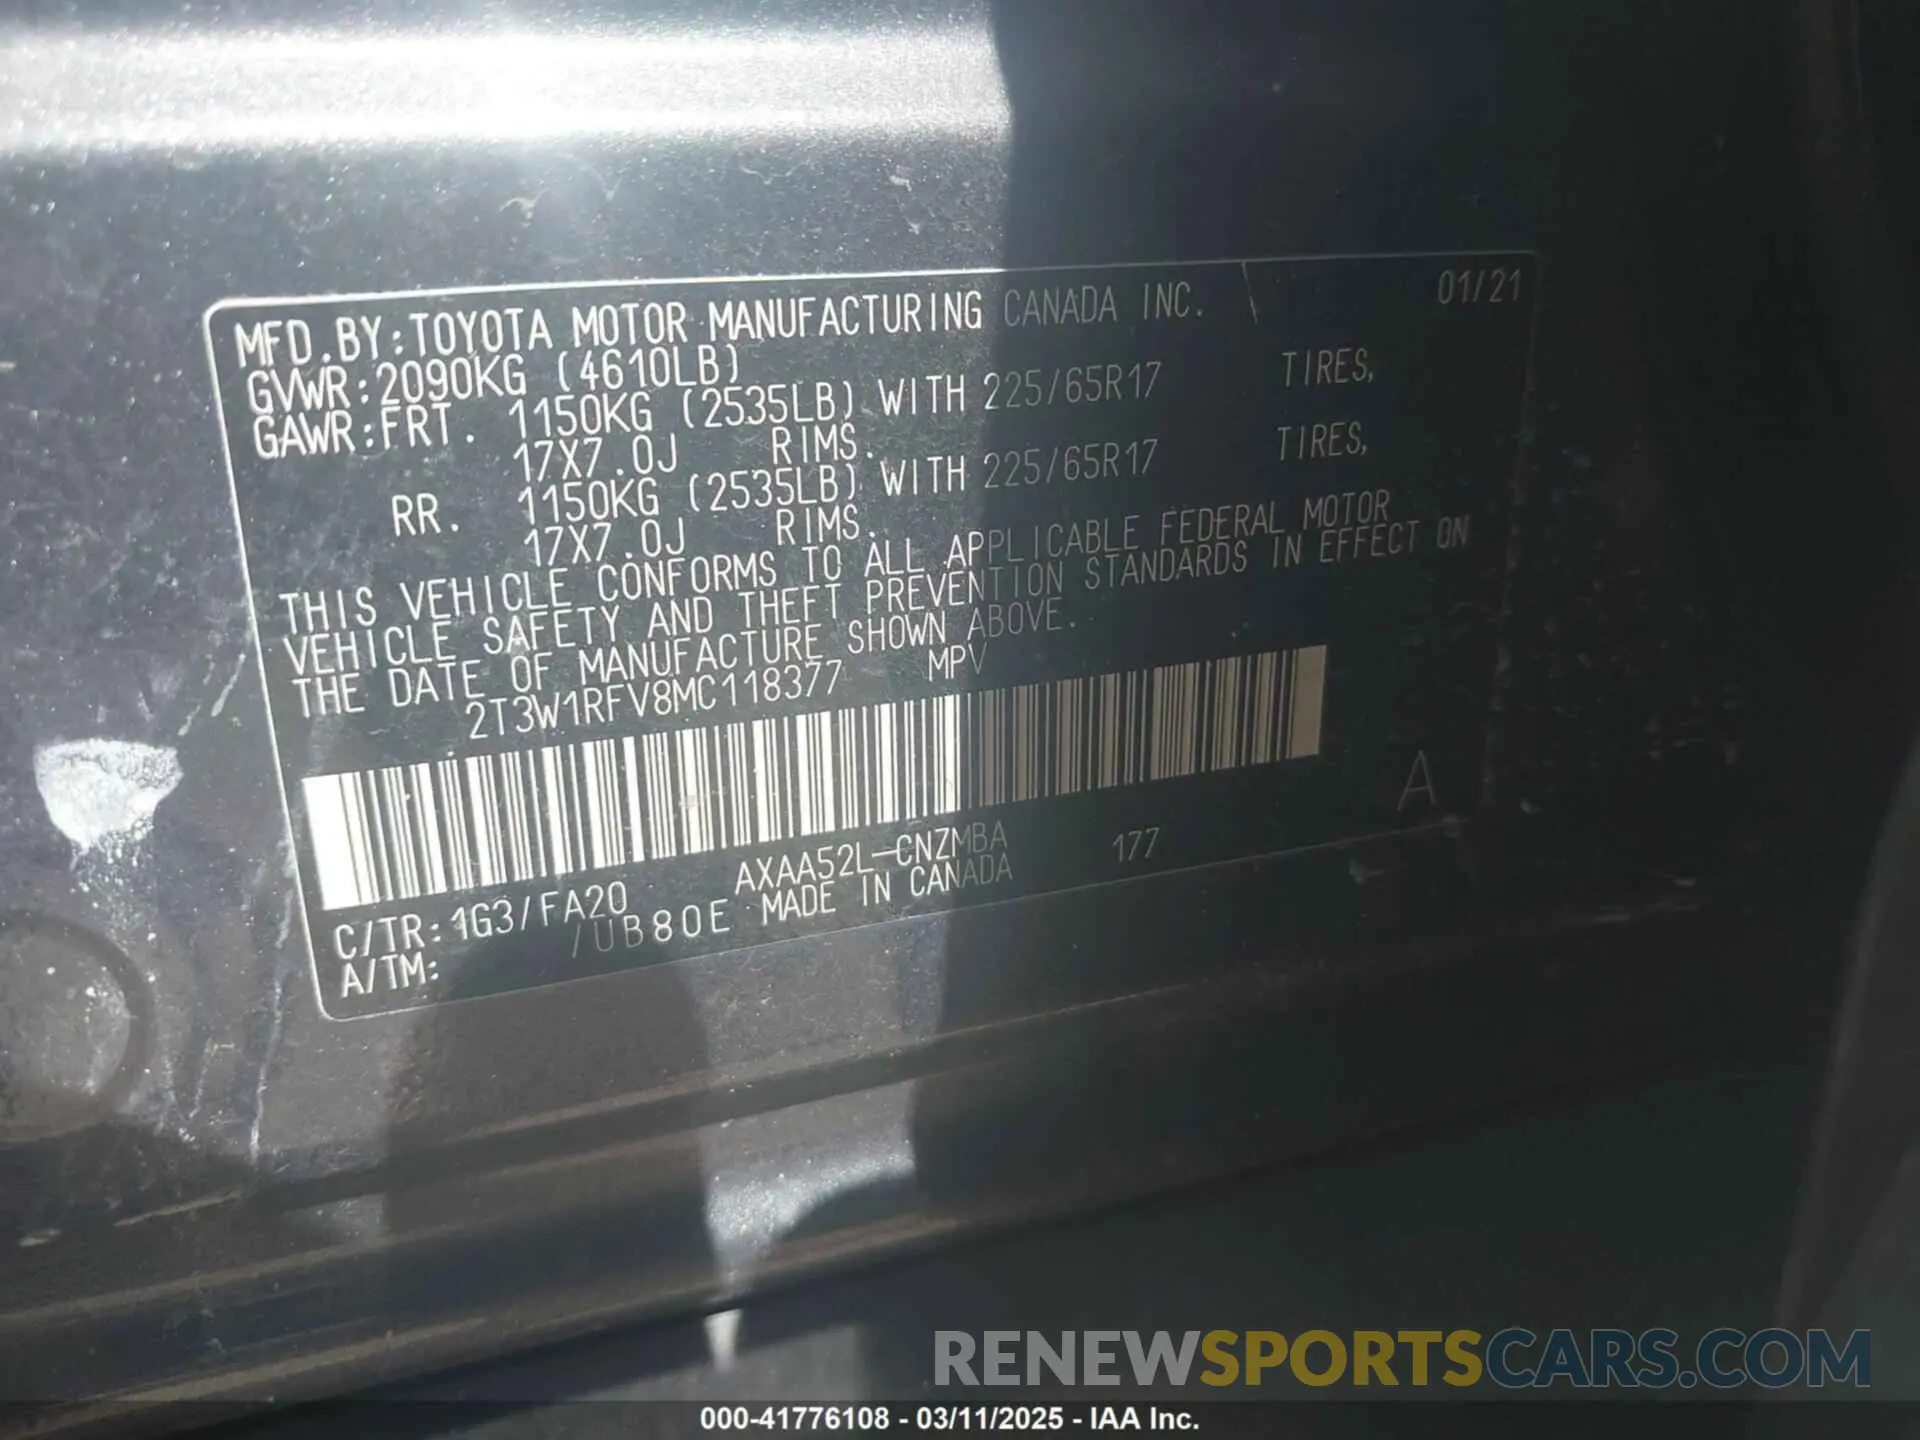 MFD.BY:TOYOTA MOTOR MANUFACTURING CANADA INC. 01/21
GVWR:2090KG (4610LB)
GAWR:FRT. 1150KG (2535LB) WITH 225/65R17 TIRES,
17X7.0J RIMS.
RR. 1150KG (2535LB) WITH 225/65R17 TIRES,
17X7.0J RIMS.
THIS VEHICLE CONFORMS TO ALL APPLICABLE FEDERAL MOTOR
VEHICLE SAFETY AND THEFT PREVENTION STANDARDS IN EFFECT ON
THE DATE OF MANUFACTURE SHOWN ABOVE.
2T3W1RFV8MC118377 MPV
A
C/TR:1G3/FA20 AXAA52L-CNZMBA 177
A/TM: /UB80E MADE IN CANADA
RENEWSPORTSCARS.COM
000-41776108 - 03/11/2025 - IAA Inc.